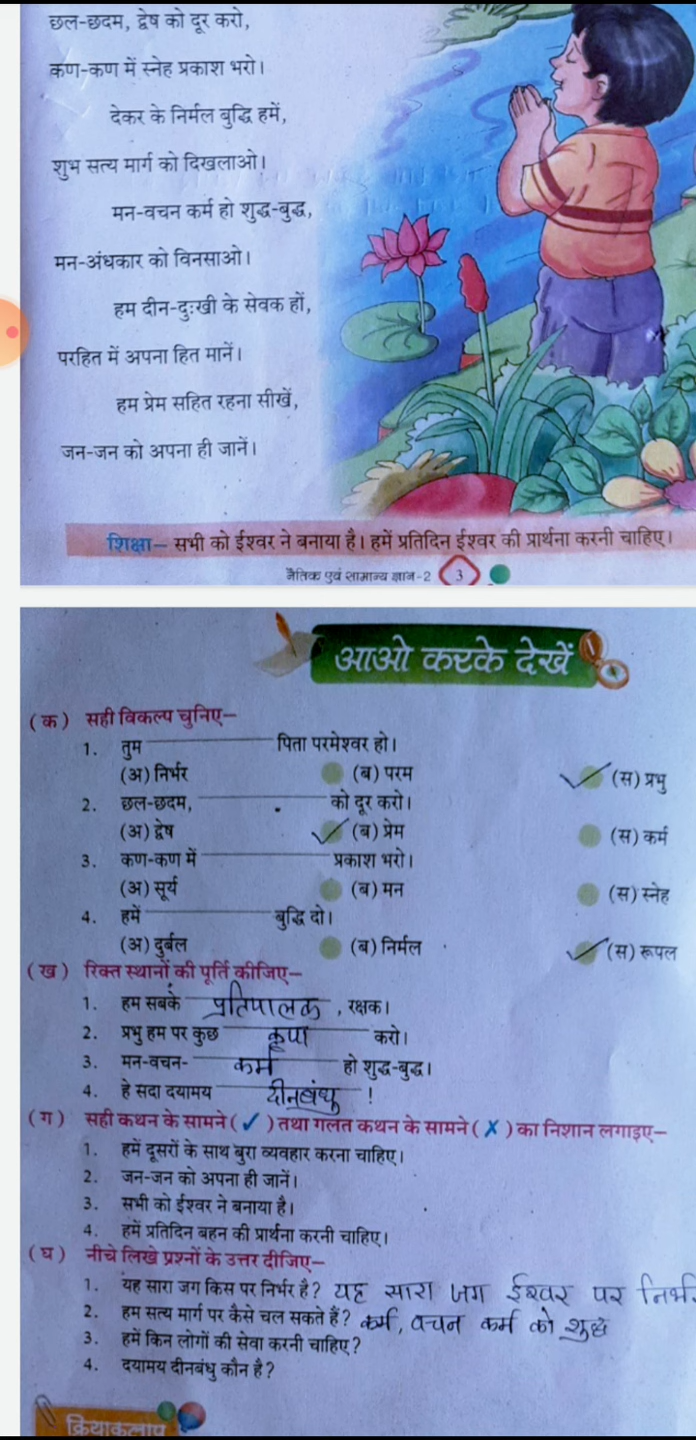 छल-छदम, द्वेष को दूर करो,
कण-कण में स्नेह प्रकाश भरो।
देकर के निर्मल बुद्धि हमें,
शुभ सत्य मार्ग को दिखलाओ।
मन-वचन कर्म हो शुद्ध-बुद्ध,
मन-अंधकार को विनसाओ।
हम दीन-दुःखी के सेवक हों,
परहित में अपना हित मानें।
हम प्रेम सहित रहना सीखें,
जन-जन को अपना ही जानें।
शिक्षा— सभी को ईश्वर ने बनाया है। हमें प्रतिदिन ईश्वर की प्रार्थना करनी चाहिए।
नैतिक एवं सामान्य ज्ञान-2 3
आओ करके देखें
(क) सही विकल्प चुनिए—
1. तुम ________ पिता परमेश्वर हो।
(अ) निर्भर (ब) परम ✓ (स) प्रभु
2. छल-छदम, ________ को दूर करो।
(अ) द्वेष ✓ (ब) प्रेम (स) कर्म
3. कण-कण में ________ प्रकाश भरो।
(अ) सूर्य (ब) मन (स) स्नेह
4. हमें ________ बुद्धि दो।
(अ) दुर्बल (ब) निर्मल ✓ (स) रूपल
(ख) रिक्त स्थानों की पूर्ति कीजिए—
1. हम सबके प्रतिपालक, रक्षक।
2. प्रभु हम पर कुछ कृपा करो।
3. मन-वचन- कर्म हो शुद्ध-बुद्ध।
4. हे सदा दयामय दीनबंधु !
(ग) सही कथन के सामने (✓) तथा गलत कथन के सामने (✗) का निशान लगाइए—
1. हमें दूसरों के साथ बुरा व्यवहार करना चाहिए।
2. जन-जन को अपना ही जानें।
3. सभी को ईश्वर ने बनाया है।
4. हमें प्रतिदिन बहन की प्रार्थना करनी चाहिए।
(घ) नीचे लिखे प्रश्नों के उत्तर दीजिए—
1. यह सारा जग किस पर निर्भर है? यह सारा जग ईश्वर पर निर्भ
2. हम सत्य मार्ग पर कैसे चल सकते हैं? कर्म, वचन कर्म को शुद्ध
3. हमें किन लोगों की सेवा करनी चाहिए?
4. दयामय दीनबंधु कौन है?
क्रियाकलाप